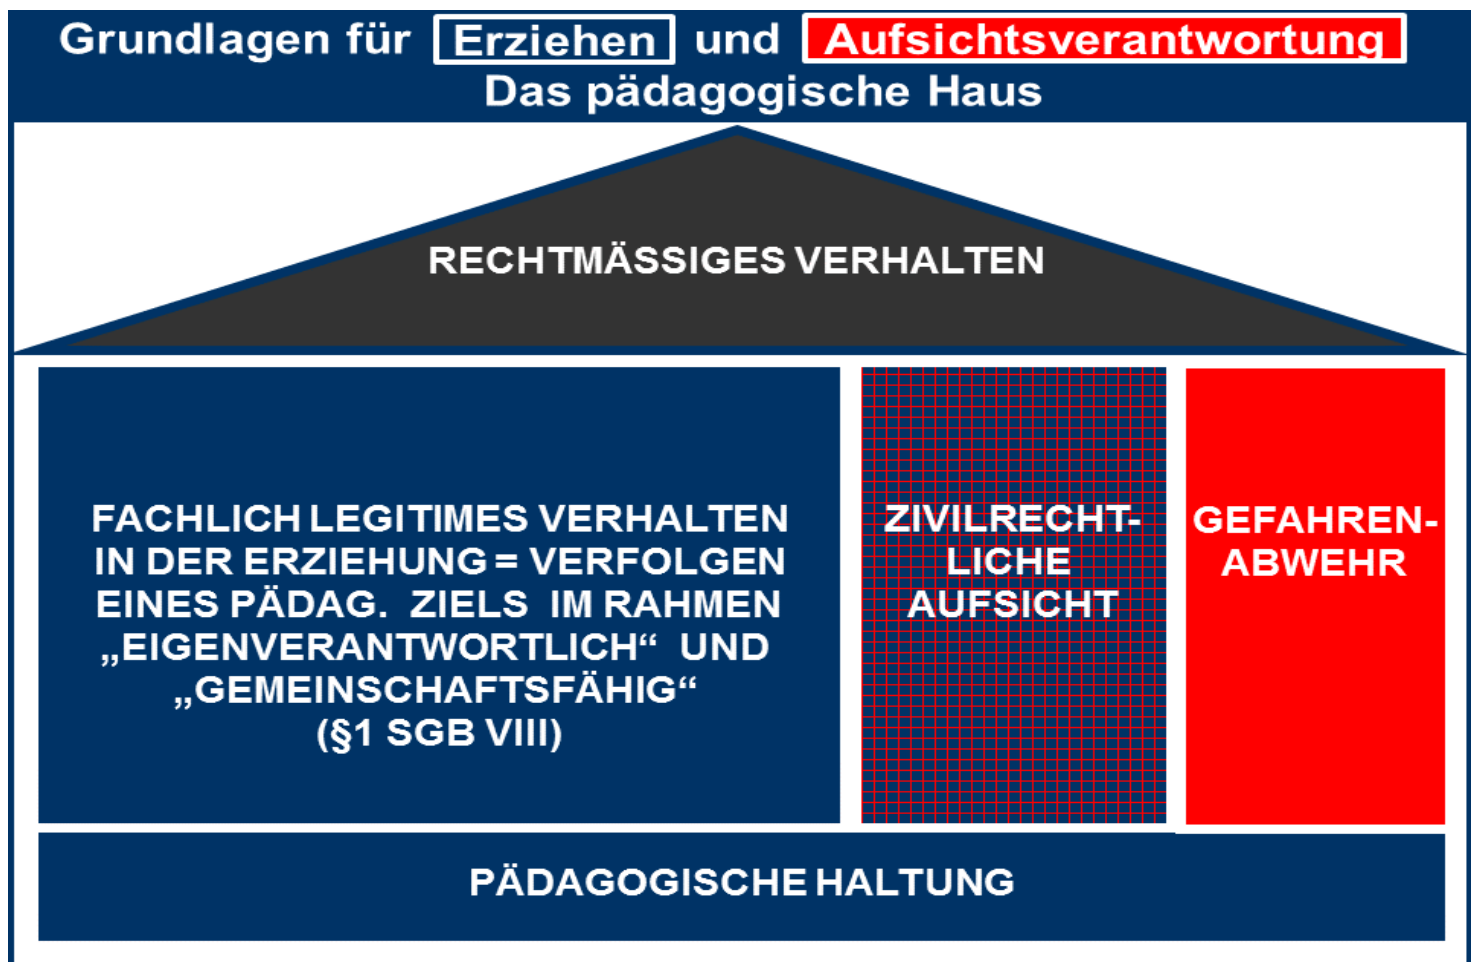 Grundlagen für Erziehen und Aufsichtsverantwortung
Das pädagogische Haus
RECHTMÄSSIGES VERHALTEN
FACHLICH LEGITIMES VERHALTEN
IN DER ERZIEHUNG = VERFOLGEN
EINES PÄDAG. ZIELS IM RAHMEN
„EIGENVERANTWORTLICH“ UND
„GEMEINSCHAFTSFÄHIG“
(§1 SGB VIII)
ZIVILRECHT-
LICHE
AUFSICHT
GEFAHREN-
ABWEHR
PÄDAGOGISCHE HALTUNG